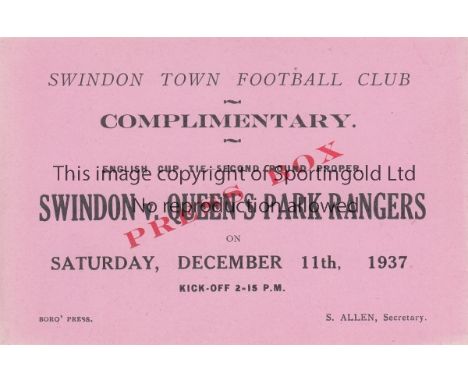 SWINDON TOWN FOOTBALL CLUB
COMPLIMENTARY.
ENGLISH CUP TIE: SECOND ROUND PROPER
This image copyright of Sportingold Ltd
SWINDON v. QUEEN'S PARK RANGERS
No reproduction allowed
PRESS BOX
ON
SATURDAY, DECEMBER 11th, 1937
KICK-OFF 2-15 P.M.
BORO' PRESS. S. ALLEN, Secretary.